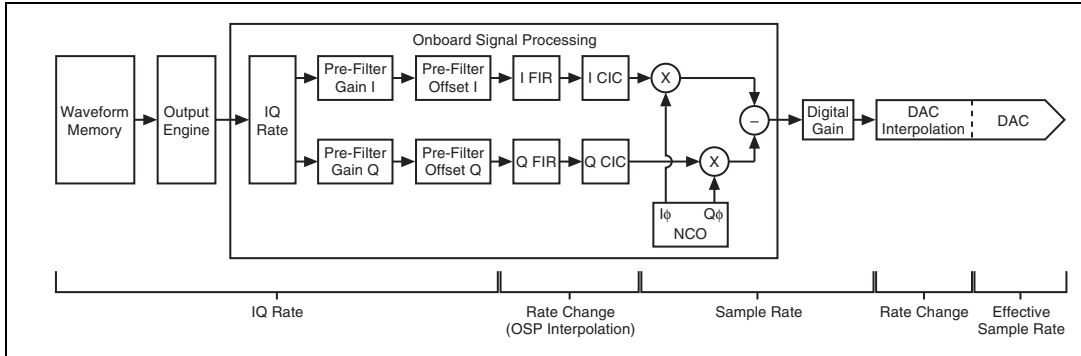 Onboard Signal Processing
Waveform
Memory
Output
Engine
IQ
Rate
Pre-Filter
Gain I
Pre-Filter
Offset I
I FIR
I CIC
X
Pre-Filter
Gain Q
Pre-Filter
Offset Q
Q FIR
Q CIC
X
–
Iϕ
Qϕ
NCO
Digital
Gain
DAC
Interpolation
DAC
IQ Rate
Rate Change
(OSP Interpolation)
Sample Rate
Rate Change
Effective
Sample Rate